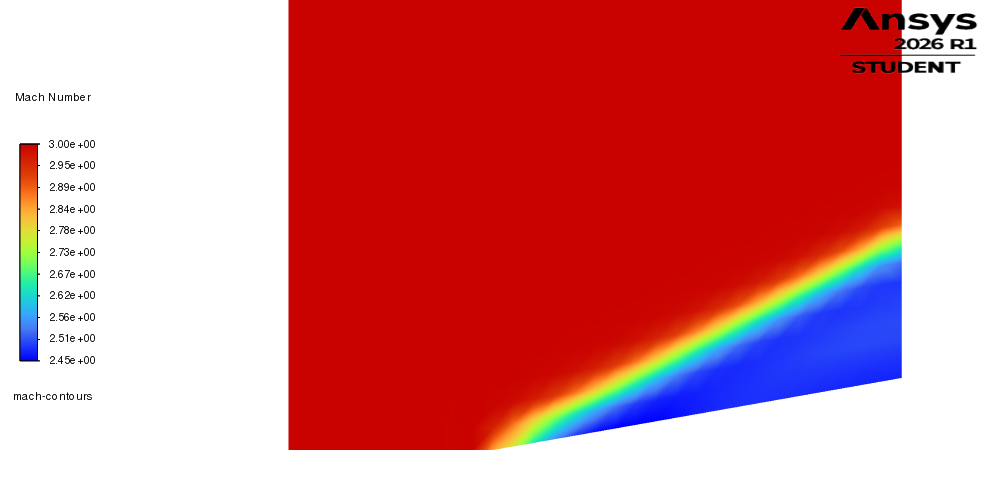 Ansys
2026 R1
STUDENT
Mach Number
3.00e+00
2.95e+00
2.89e+00
2.84e+00
2.78e+00
2.73e+00
2.67e+00
2.62e+00
2.56e+00
2.51e+00
2.45e+00
mach-contours